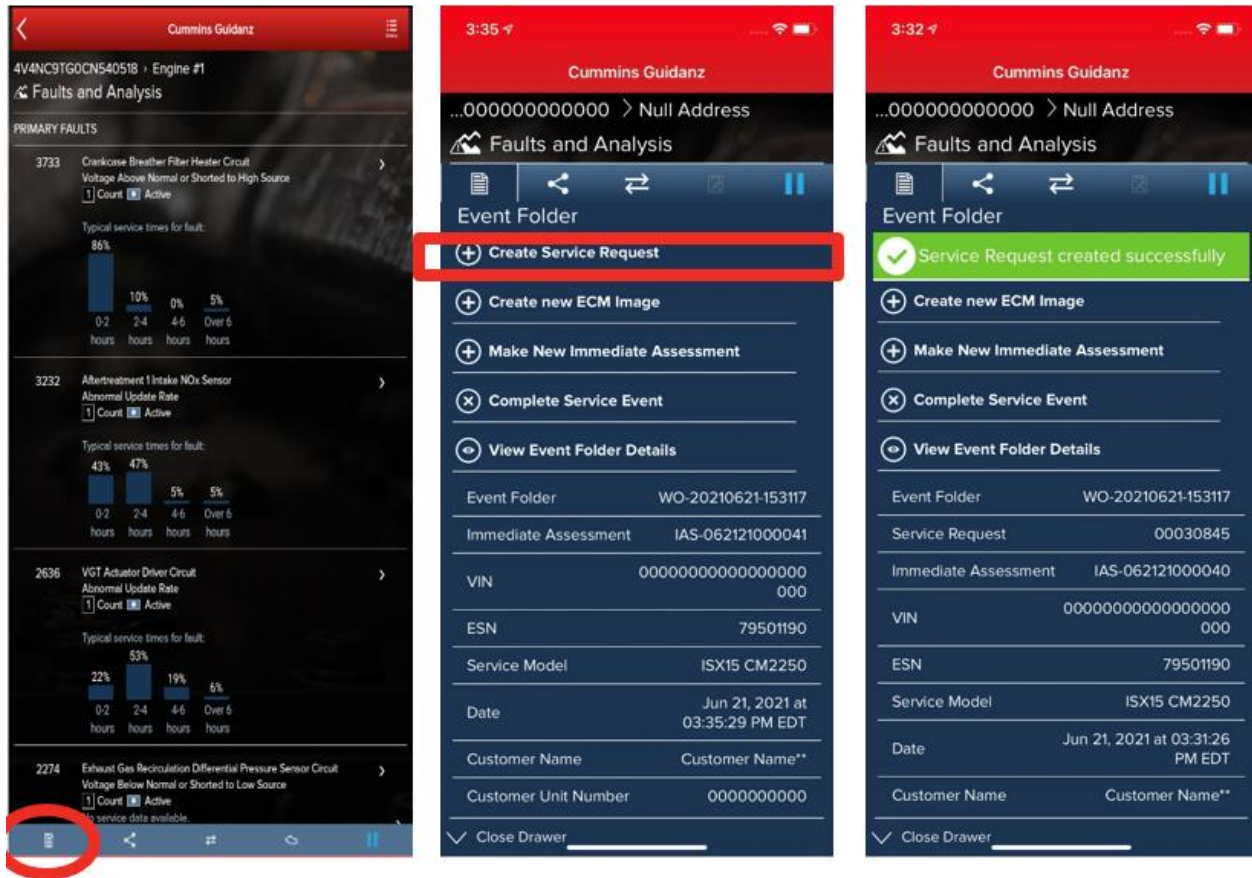 Cummins Guidanz
4V4NC9TG0CN540518 › Engine #1
Faults and Analysis
PRIMARY FAULTS
3733 Crankcase Breather Filter Heater Circuit
Voltage Above Normal or Shorted to High Source
1 Count Active
Typical service times for fault:
86% 10% 0% 5%
0-2 2-4 4-6 Over 6
hours hours hours hours
3232 Aftertreatment 1 Intake NOx Sensor
Abnormal Update Rate
1 Count Active
Typical service times for fault:
43% 47% 5% 5%
0-2 2-4 4-6 Over 6
hours hours hours hours
2636 VGT Actuator Driver Circuit
Abnormal Update Rate
1 Count Active
Typical service times for fault:
22% 53% 19% 6%
0-2 2-4 4-6 Over 6
hours hours hours hours
2274 Exhaust Gas Recirculation Differential Pressure Sensor Circuit
Voltage Below Normal or Shorted to Low Source
1 Count Active
No service data available.
3:35
Cummins Guidanz
...000000000000 > Null Address
Faults and Analysis
Event Folder
Create Service Request
Create new ECM Image
Make New Immediate Assessment
Complete Service Event
View Event Folder Details
Event Folder WO-20210621-153117
Immediate Assessment IAS-062121000041
VIN 00000000000000000
000
ESN 79501190
Service Model ISX15 CM2250
Date Jun 21, 2021 at
03:35:29 PM EDT
Customer Name Customer Name**
Customer Unit Number 0000000000
Close Drawer
3:32
Cummins Guidanz
...000000000000 > Null Address
Faults and Analysis
Event Folder
Service Request created successfully
Create new ECM Image
Make New Immediate Assessment
Complete Service Event
View Event Folder Details
Event Folder WO-20210621-153117
Service Request 00030845
Immediate Assessment IAS-062121000040
VIN 00000000000000000
000
ESN 79501190
Service Model ISX15 CM2250
Date Jun 21, 2021 at 03:31:26
PM EDT
Customer Name Customer Name**
Close Drawer